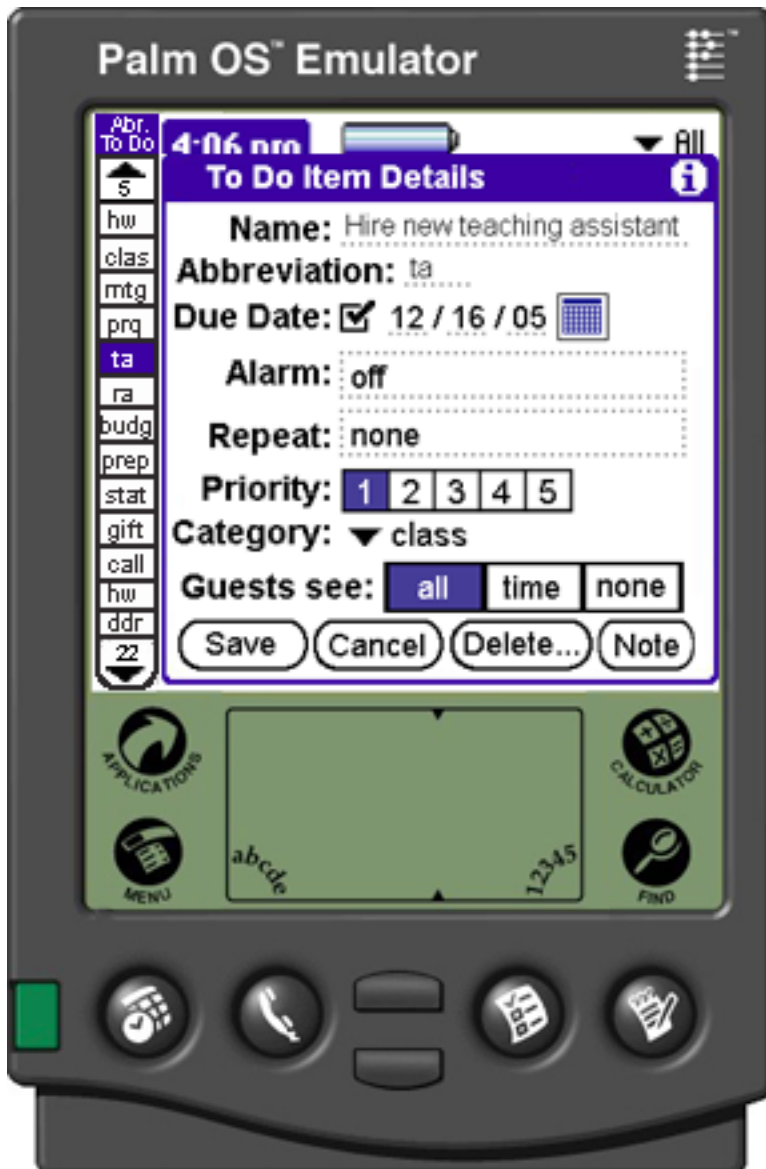 Palm OS™ Emulator
Abr.
To Do
4:06 pm
All
5
hw
clas
mtg
prq
ta
ra
budg
prep
stat
gift
call
hw
ddr
22
To Do Item Details
i
Name: Hire new teaching assistant
Abbreviation: ta
Due Date: 12 / 16 / 05
Alarm: off
Repeat: none
Priority: 1 2 3 4 5
Category: class
Guests see: all time none
Save Cancel Delete... Note
APPLICATIONS
CALCULATOR
MENU
abcde
12345
FIND